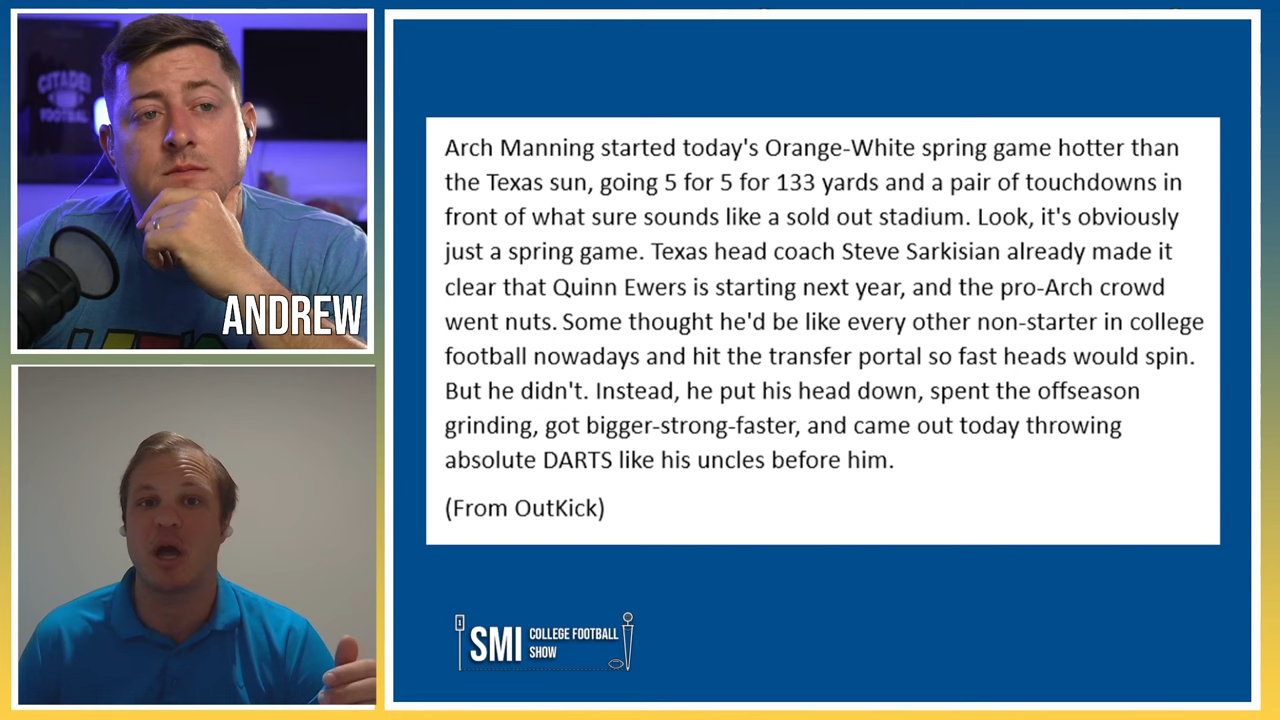 CITADEL
FOOTBALL
ANDREW
Arch Manning started today's Orange-White spring game hotter than
the Texas sun, going 5 for 5 for 133 yards and a pair of touchdowns in
front of what sure sounds like a sold out stadium. Look, it's obviously
just a spring game. Texas head coach Steve Sarkisian already made it
clear that Quinn Ewers is starting next year, and the pro-Arch crowd
went nuts. Some thought he'd be like every other non-starter in college
football nowadays and hit the transfer portal so fast heads would spin.
But he didn't. Instead, he put his head down, spent the offseason
grinding, got bigger-strong-faster, and came out today throwing
absolute DARTS like his uncles before him.
(From OutKick)
SMI COLLEGE FOOTBALL
SHOW